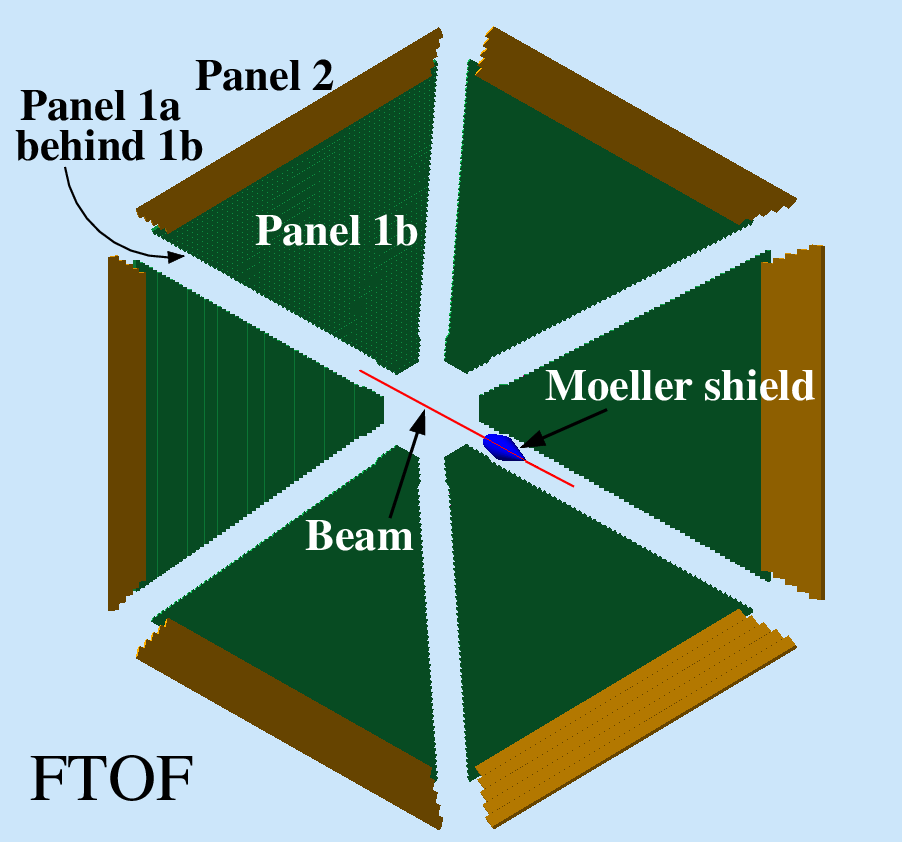 Panel 2
Panel 1a
behind 1b
Panel 1b
Moeller shield
Beam
FTOF